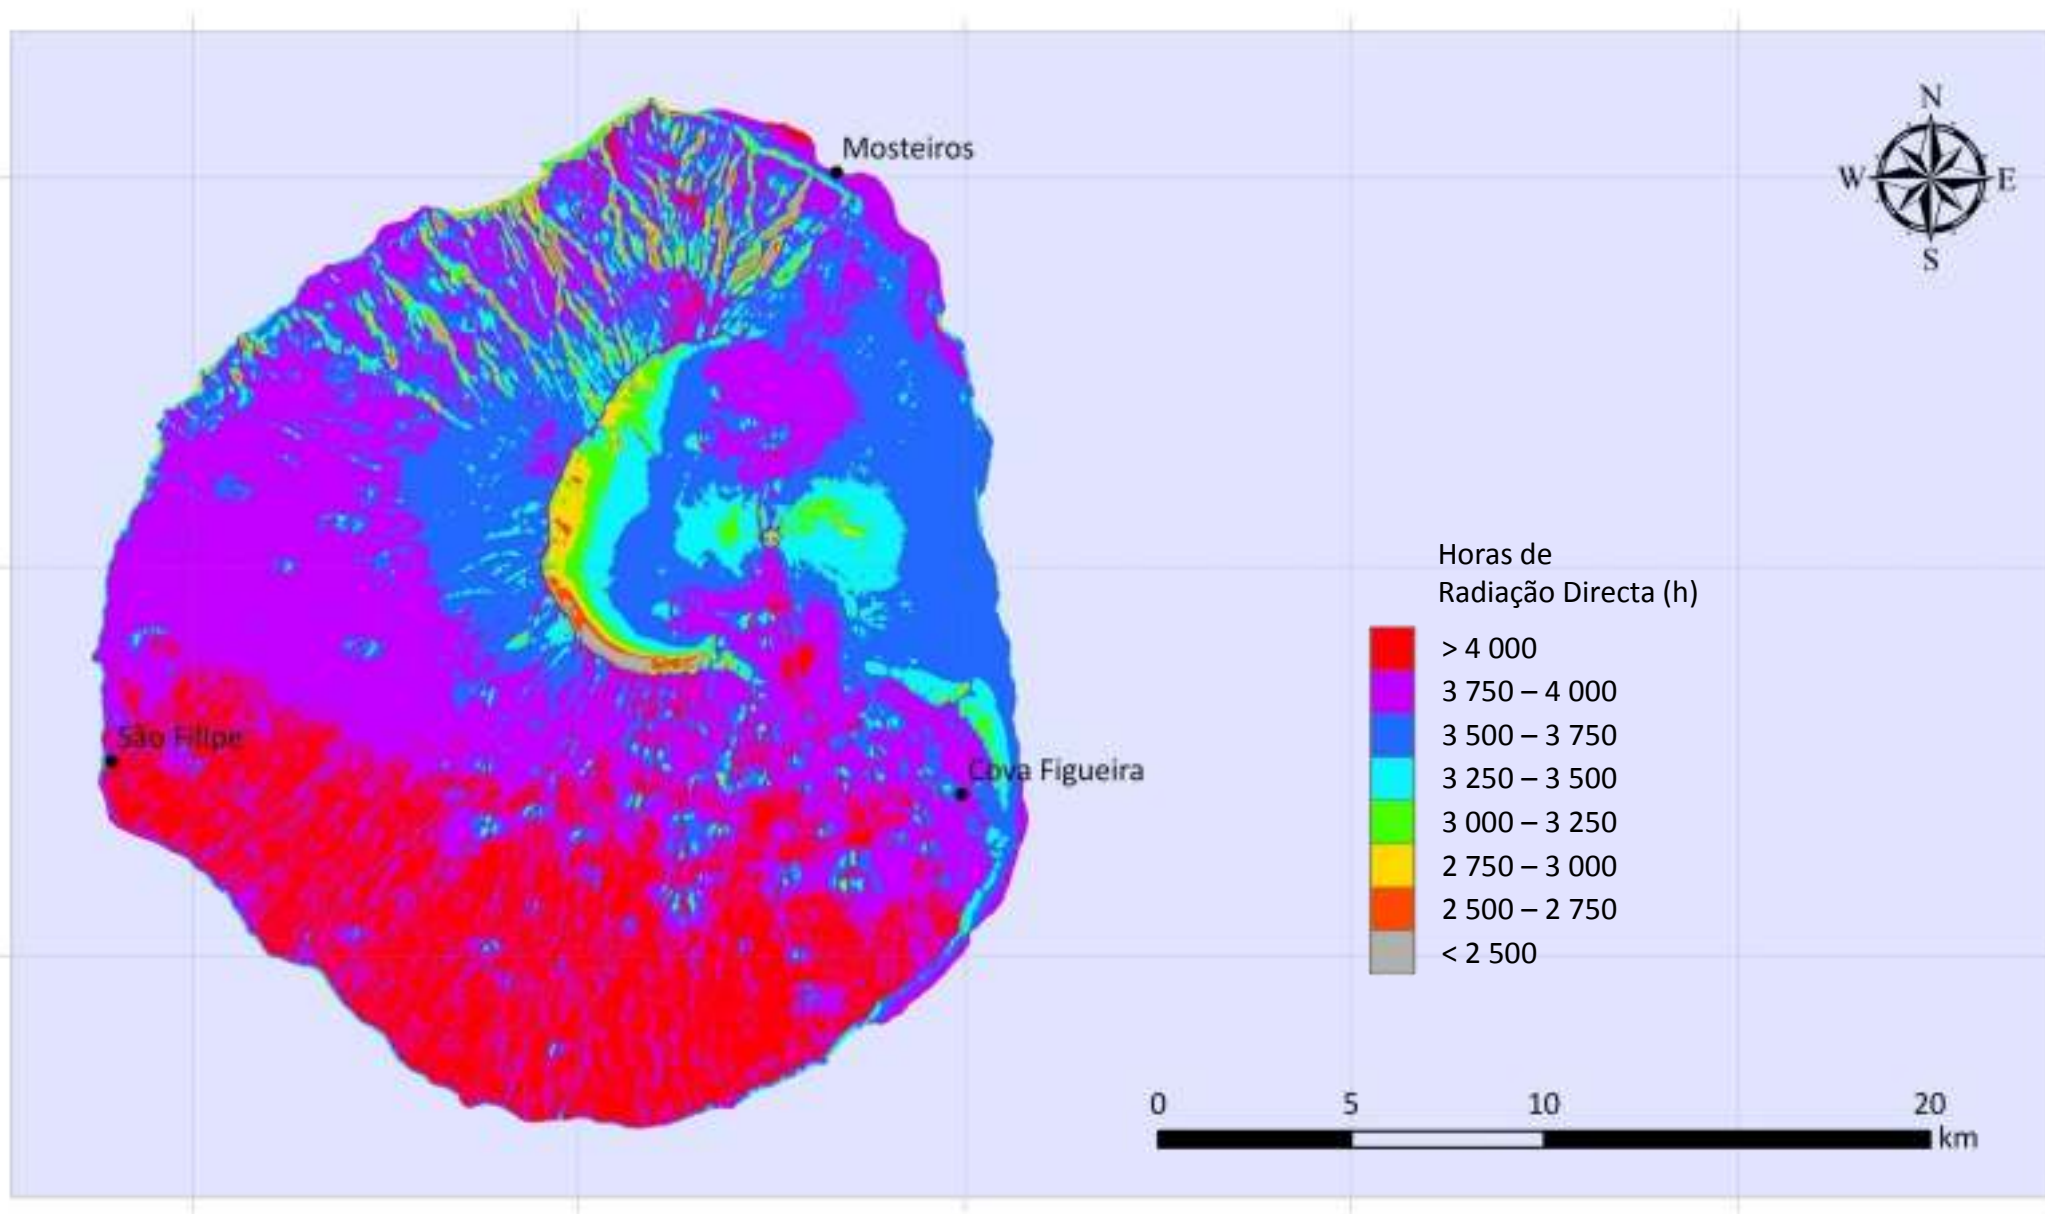 N
Mosteiros
W
E
S
Horas de
Radiação Directa (h)
> 4 000
3 750 – 4 000
3 500 – 3 750
São Filipe
Cova Figueira
3 250 – 3 500
3 000 – 3 250
2 750 – 3 000
2 500 – 2 750
< 2 500
0 5 10 20
km